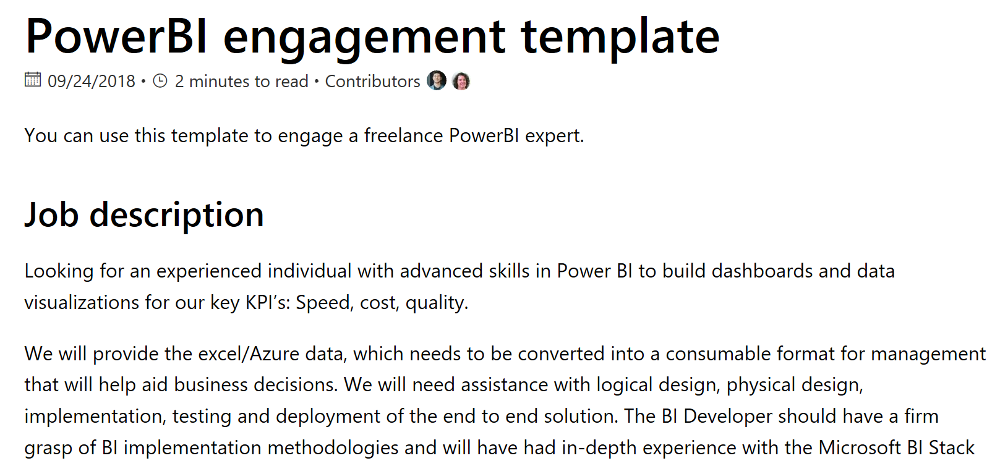 PowerBI engagement template
09/24/2018 • 2 minutes to read • Contributors
You can use this template to engage a freelance PowerBI expert.
Job description
Looking for an experienced individual with advanced skills in Power BI to build dashboards and data
visualizations for our key KPI’s: Speed, cost, quality.
We will provide the excel/Azure data, which needs to be converted into a consumable format for management
that will help aid business decisions. We will need assistance with logical design, physical design,
implementation, testing and deployment of the end to end solution. The BI Developer should have a firm
grasp of BI implementation methodologies and will have had in-depth experience with the Microsoft BI Stack